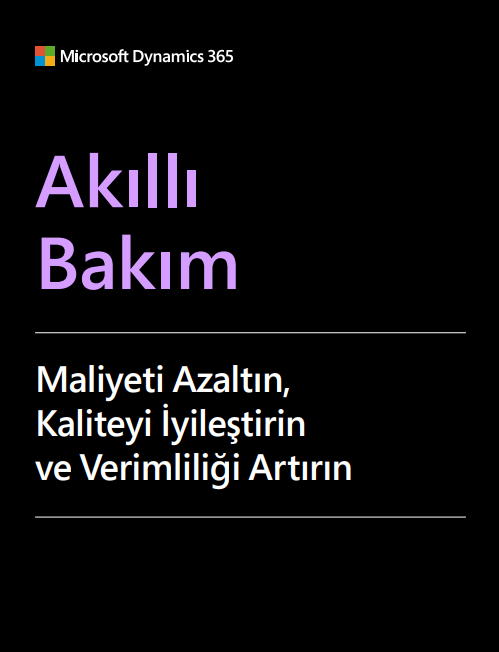 Microsoft Dynamics 365
Akıllı
Bakım
Maliyeti Azaltın,
Kaliteyi İyileştirin
ve Verimliliği Artırın